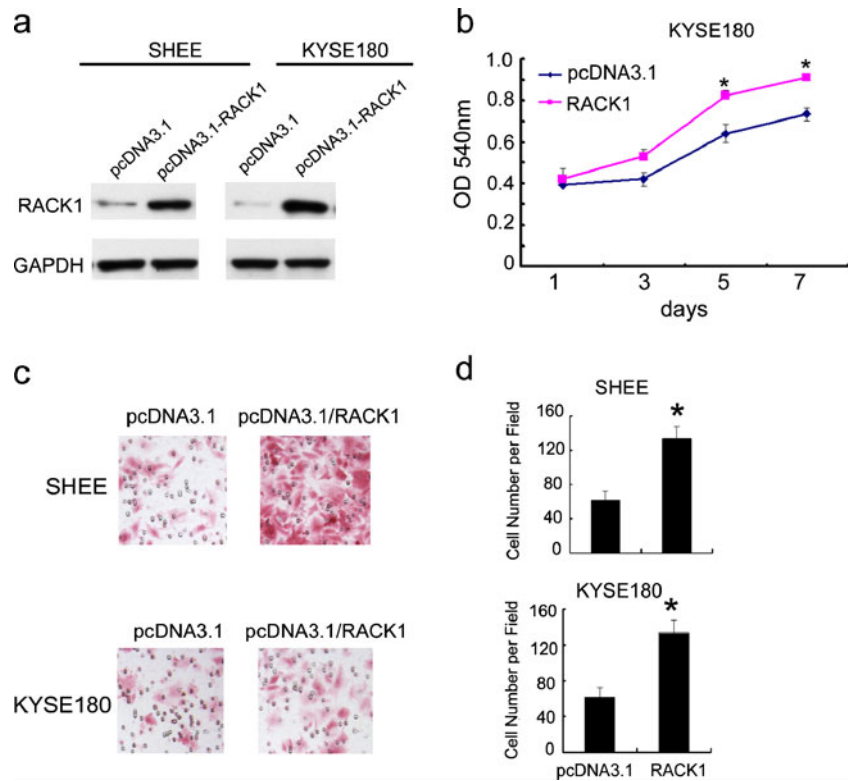 a
SHEE KYSE180
pcDNA3.1
pcDNA3.1-RACK1
pcDNA3.1
pcDNA3.1-RACK1
RACK1
GAPDH
b
KYSE180
1.0
0.8
0.6
0.4
0.2
0
OD 540nm
pcDNA3.1
RACK1
*
*
1 3 5 7
days
c
pcDNA3.1 pcDNA3.1/RACK1
SHEE
pcDNA3.1 pcDNA3.1/RACK1
KYSE180
d
SHEE
Cell Number per Field
160
120
80
40
0
*
KYSE180
Cell Number per Field
160
120
80
40
0
*
pcDNA3.1 RACK1